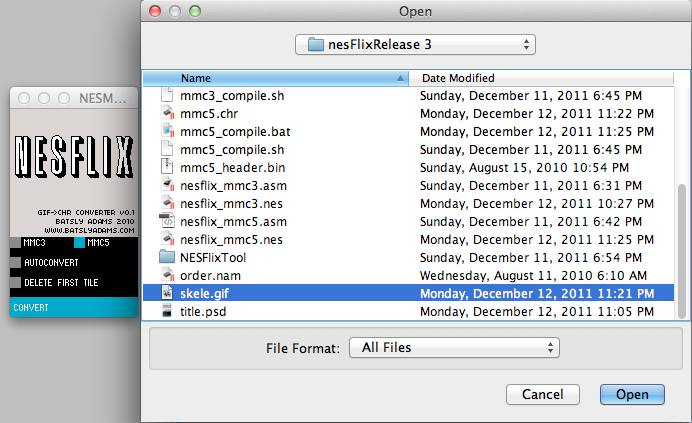 Open
nesFlixRelease 3
Name Date Modified
mmc3_compile.sh Sunday, December 11, 2011 6:45 PM
mmc5.chr Monday, December 12, 2011 11:22 PM
mmc5_compile.bat Monday, December 12, 2011 11:25 PM
mmc5_compile.sh Sunday, December 11, 2011 6:45 PM
mmc5_header.bin Sunday, August 15, 2010 10:54 PM
nesflix_mmc3.asm Sunday, December 11, 2011 6:31 PM
nesflix_mmc3.nes Monday, December 12, 2011 10:27 PM
nesflix_mmc5.asm Sunday, December 11, 2011 6:42 PM
nesflix_mmc5.nes Monday, December 12, 2011 11:25 PM
NESFlixTool Sunday, December 11, 2011 6:54 PM
order.nam Wednesday, August 11, 2010 6:10 AM
skele.gif Monday, December 12, 2011 11:21 PM
title.psd Monday, December 12, 2011 11:05 PM
File Format: All Files
Cancel Open
NESM...
NESFLIX
GIF->CHR CONVERTER V0.1
BATSLY ADAMS 2010
WWW.BATSLYADAMS.COM
MMC3 MMC5
AUTOCONVERT
DELETE FIRST TILE
CONVERT